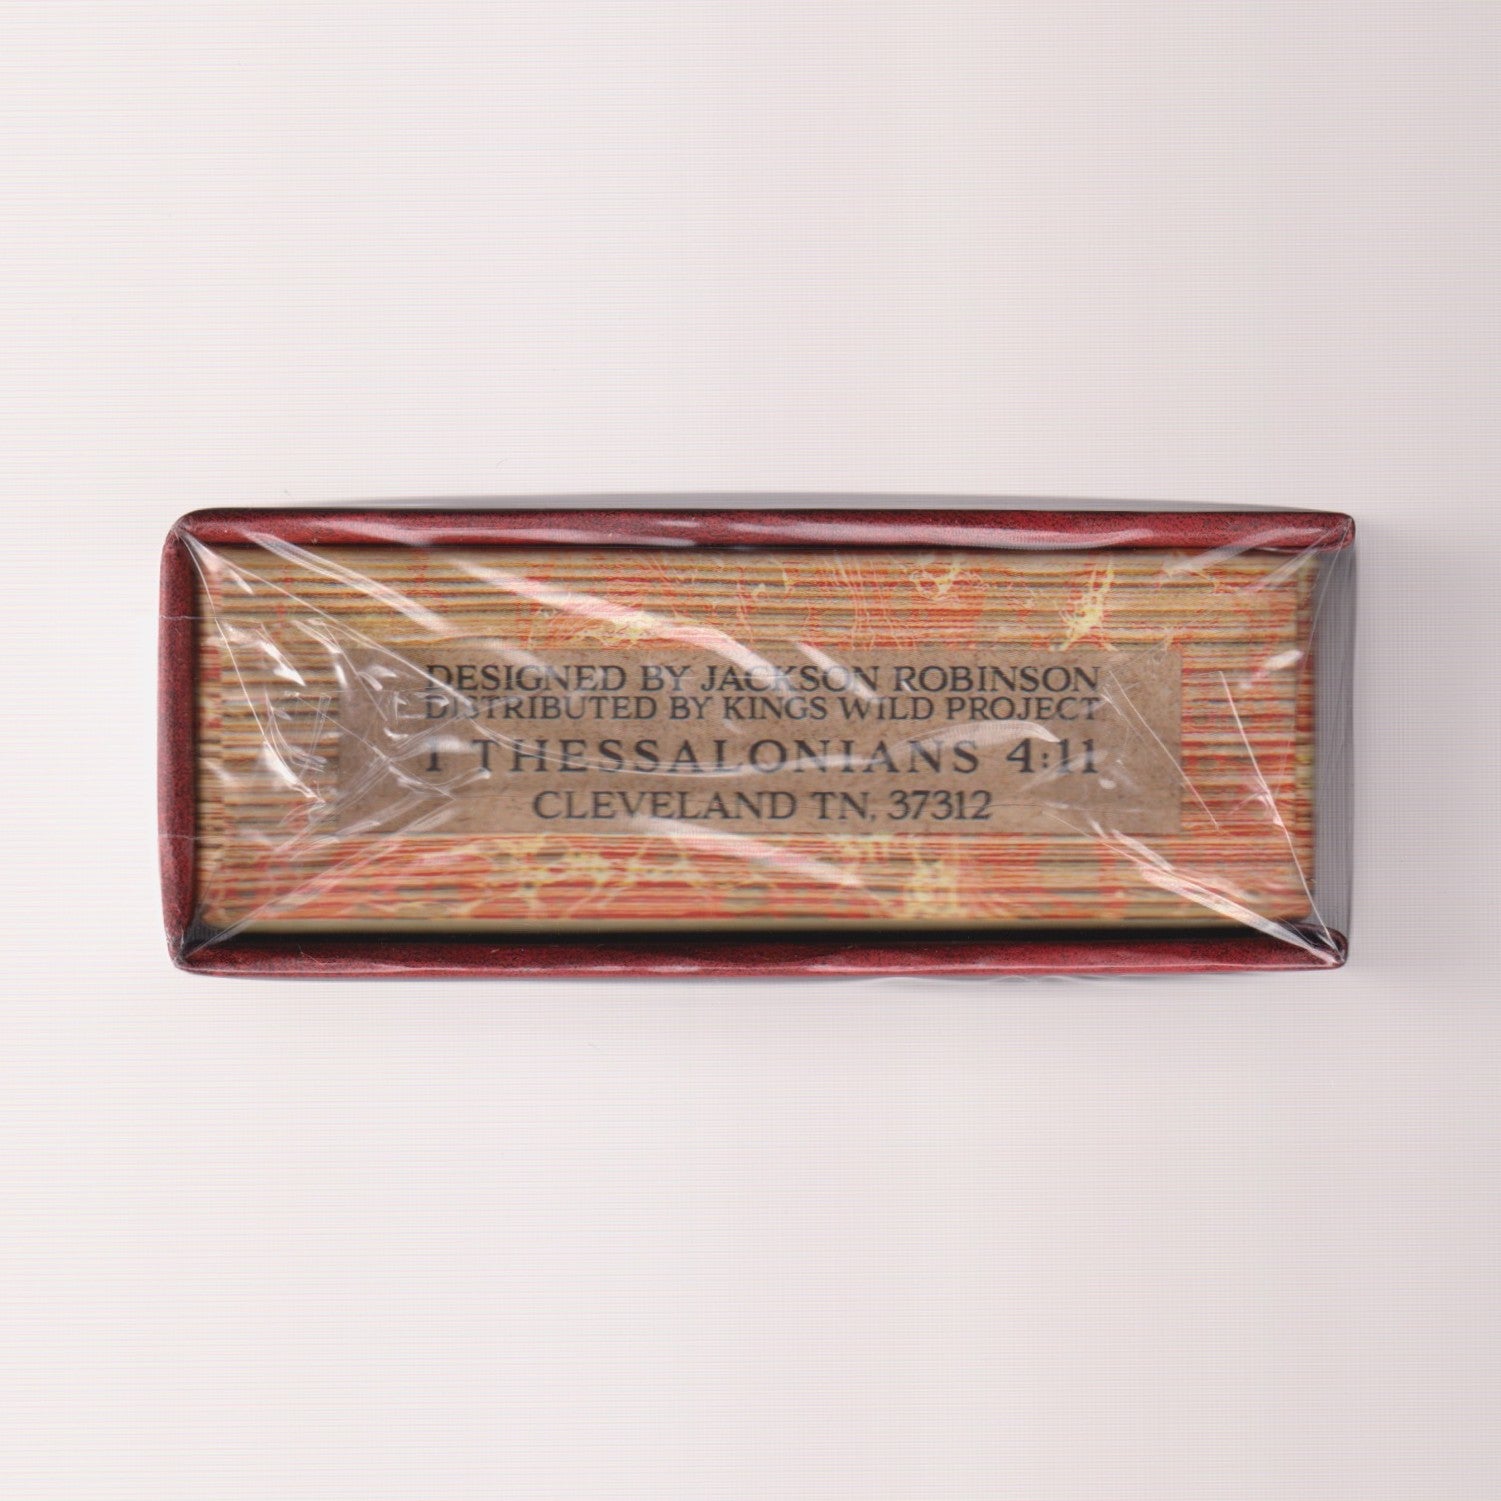 DESIGNED BY JACKSON ROBINSON
DISTRIBUTED BY KINGS WILD PROJECT
1 THESSALONIANS 4:11
CLEVELAND TN, 37312